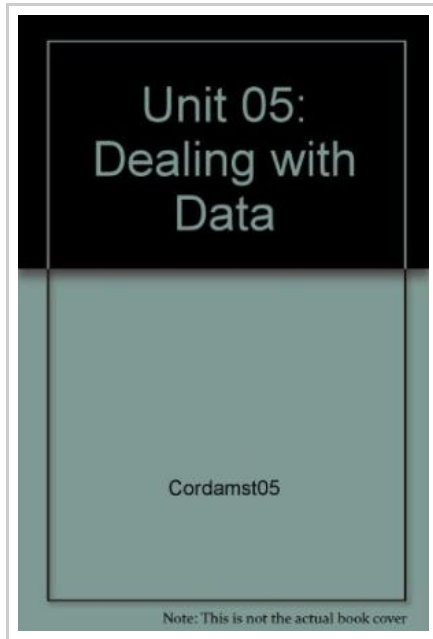 Unit 05:
Dealing with
Data
Cordamst05
Note: This is not the actual book cover